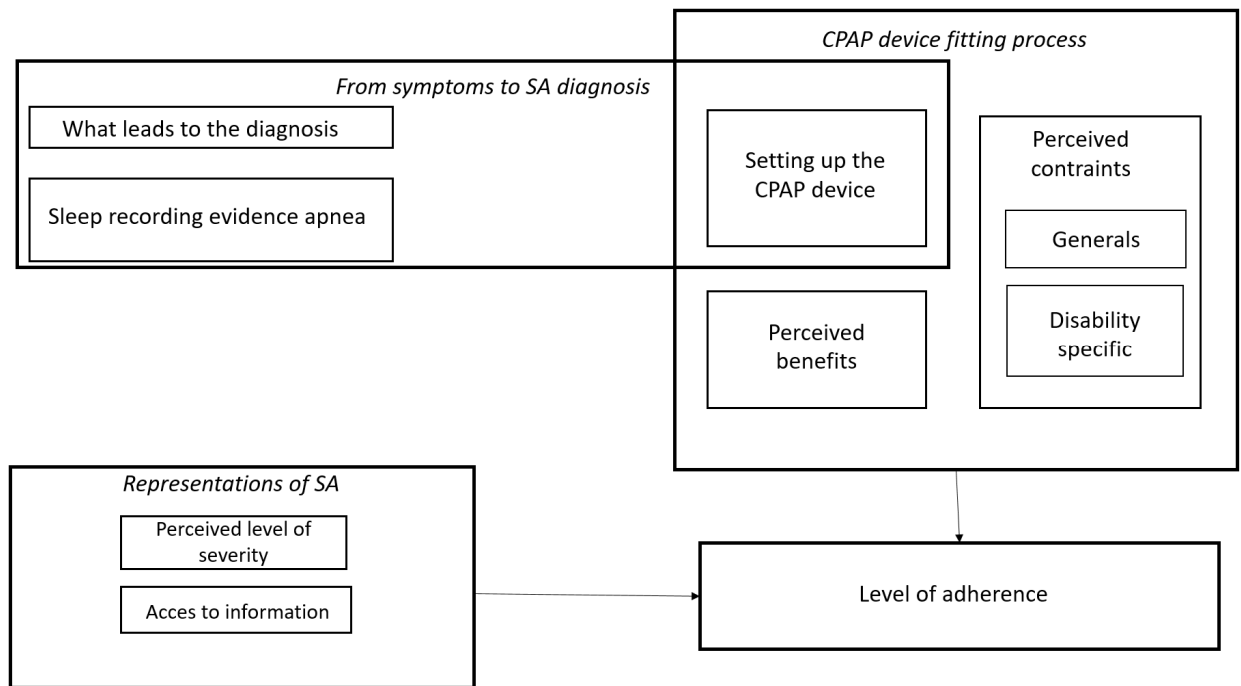 CPAP device fitting process
From symptoms to SA diagnosis
What leads to the diagnosis
Sleep recording evidence apnea
Setting up the
CPAP device
Perceived
contraints
Generals
Disability
specific
Perceived
benefits
Representations of SA
Perceived level of
severity
Acces to information
Level of adherence